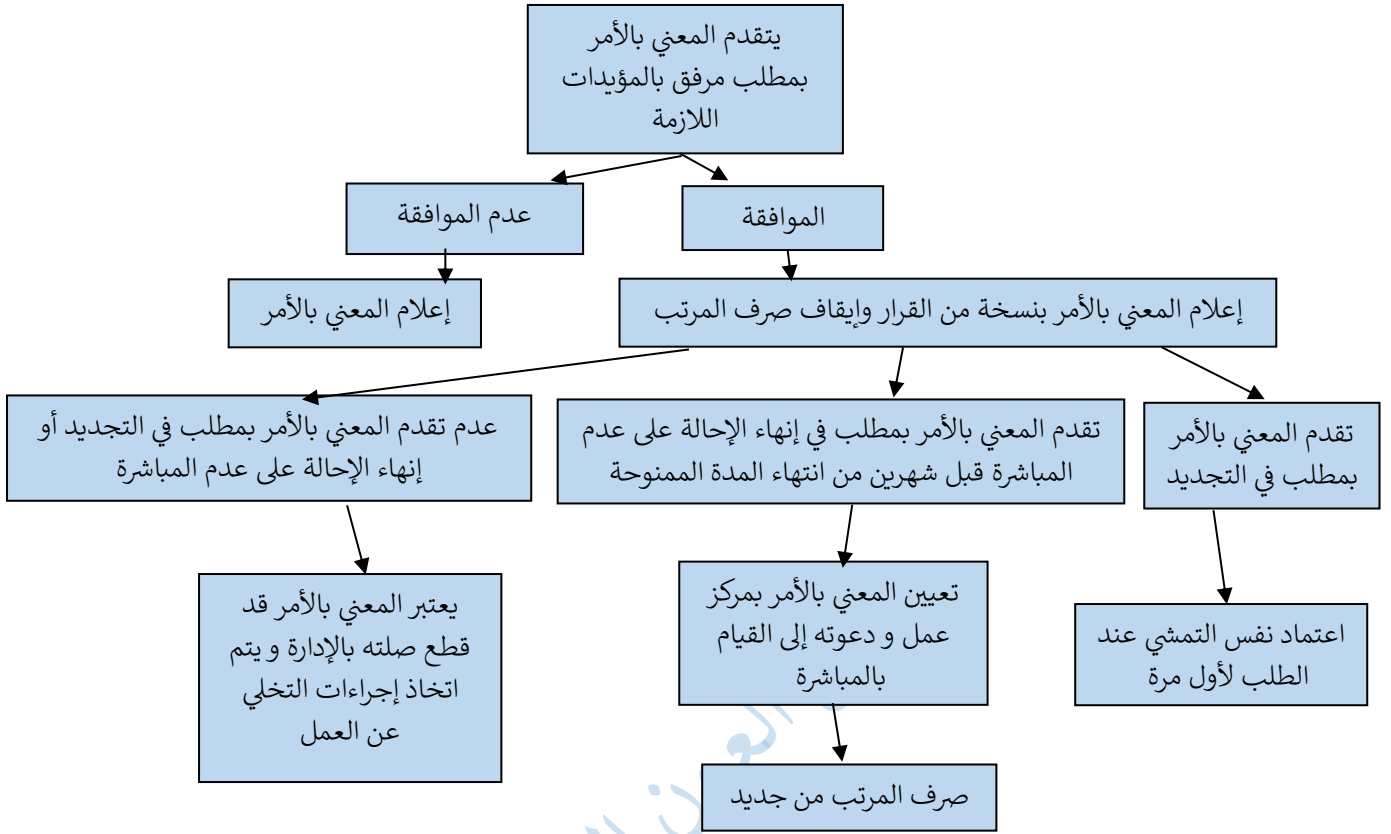 يتقدم المعني بالأمر
بمطلب مرفق بالمؤيدات
اللازمة
الموافقة
عدم الموافقة
إعلام المعني بالأمر بنسخة من القرار وإيقاف صرف المرتب
إعلام المعني بالأمر
تقدم المعني بالأمر
بمطلب في التجديد
تقدم المعني بالأمر بمطلب في إنهاء الإحالة على عدم
المباشرة قبل شهرين من انتهاء المدة الممنوحة
عدم تقدم المعني بالأمر بمطلب في التجديد أو
إنهاء الإحالة على عدم المباشرة
اعتماد نفس التمشي عند
الطلب لأول مرة
تعيين المعني بالأمر بمركز
عمل و دعوته إلى القيام
بالمباشرة
يعتبر المعني بالأمر قد
قطع صلته بالإدارة و يتم
اتخاذ إجراءات التخلي
عن العمل
صرف المرتب من جديد